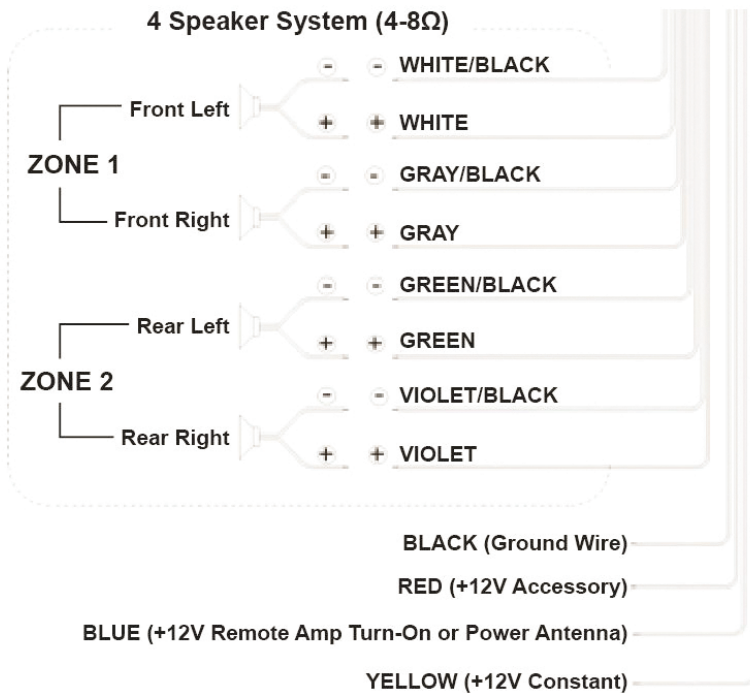 4 Speaker System (4-8Ω)
- - WHITE/BLACK
Front Left
+ + WHITE
ZONE 1
- - GRAY/BLACK
Front Right
+ + GRAY
- - GREEN/BLACK
Rear Left
+ + GREEN
ZONE 2
- - VIOLET/BLACK
Rear Right
+ + VIOLET
BLACK (Ground Wire)
RED (+12V Accessory)
BLUE (+12V Remote Amp Turn-On or Power Antenna)
YELLOW (+12V Constant)